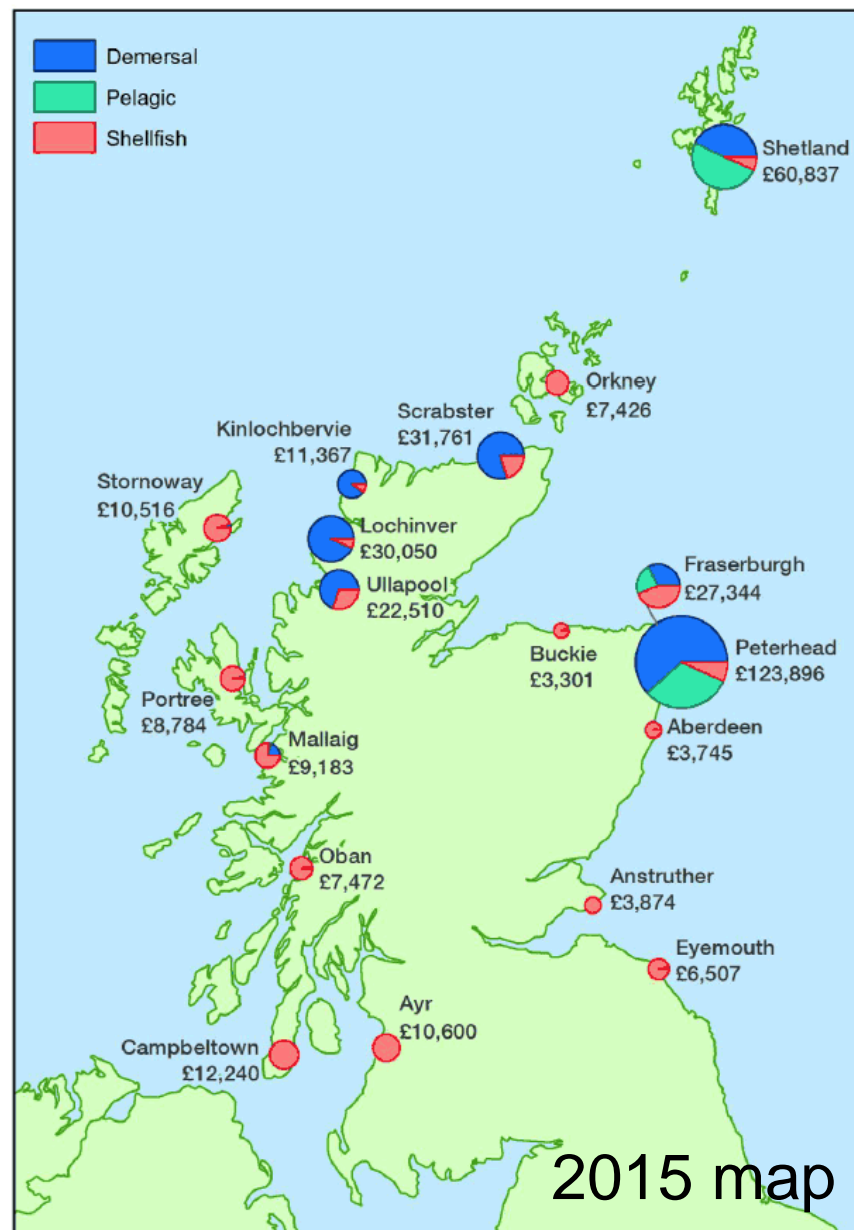 Demersal
Pelagic
Shellfish
Shetland
£60,837
Orkney
£7,426
Scrabster
£31,761
Kinlochbervie
£11,367
Stornoway
£10,516
Lochinver
£30,050
Ullapool
£22,510
Fraserburgh
£27,344
Peterhead
£123,896
Buckie
£3,301
Portree
£8,784
Aberdeen
£3,745
Mallaig
£9,183
Oban
£7,472
Anstruther
£3,874
Eyemouth
£6,507
Ayr
£10,600
Campbeltown
£12,240
2015 map